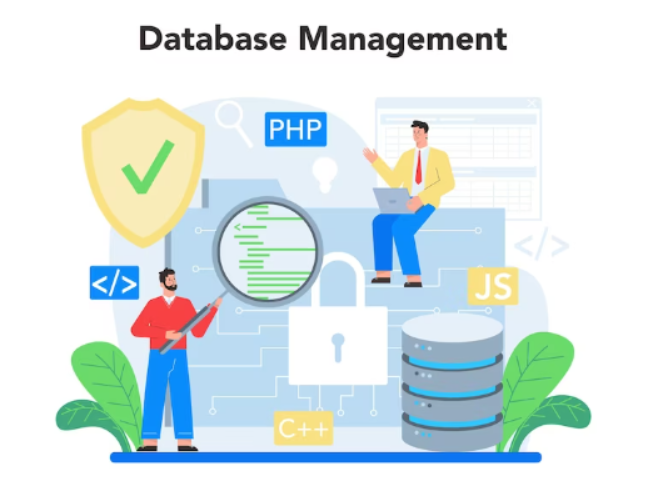 Database Management
PHP
</>
</>
JS
C++